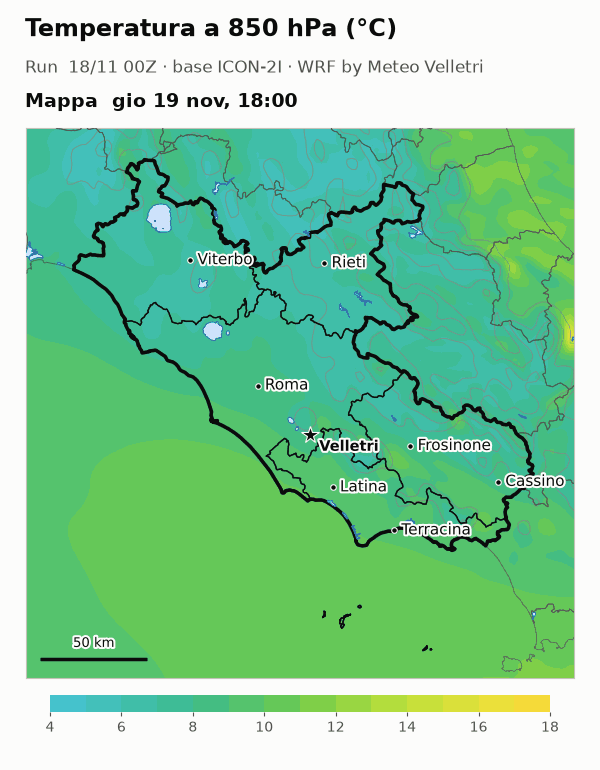 Temperatura a 850 hPa (°C)
Run  18/11 00Z · base ICON-2I · WRF by Meteo Velletri
Mappa  gio 19 nov, 18:00
Viterbo
Rieti
Roma
Velletri
Frosinone
Cassino
Latina
Terracina
50 km
4 6 8 10 12 14 16 18